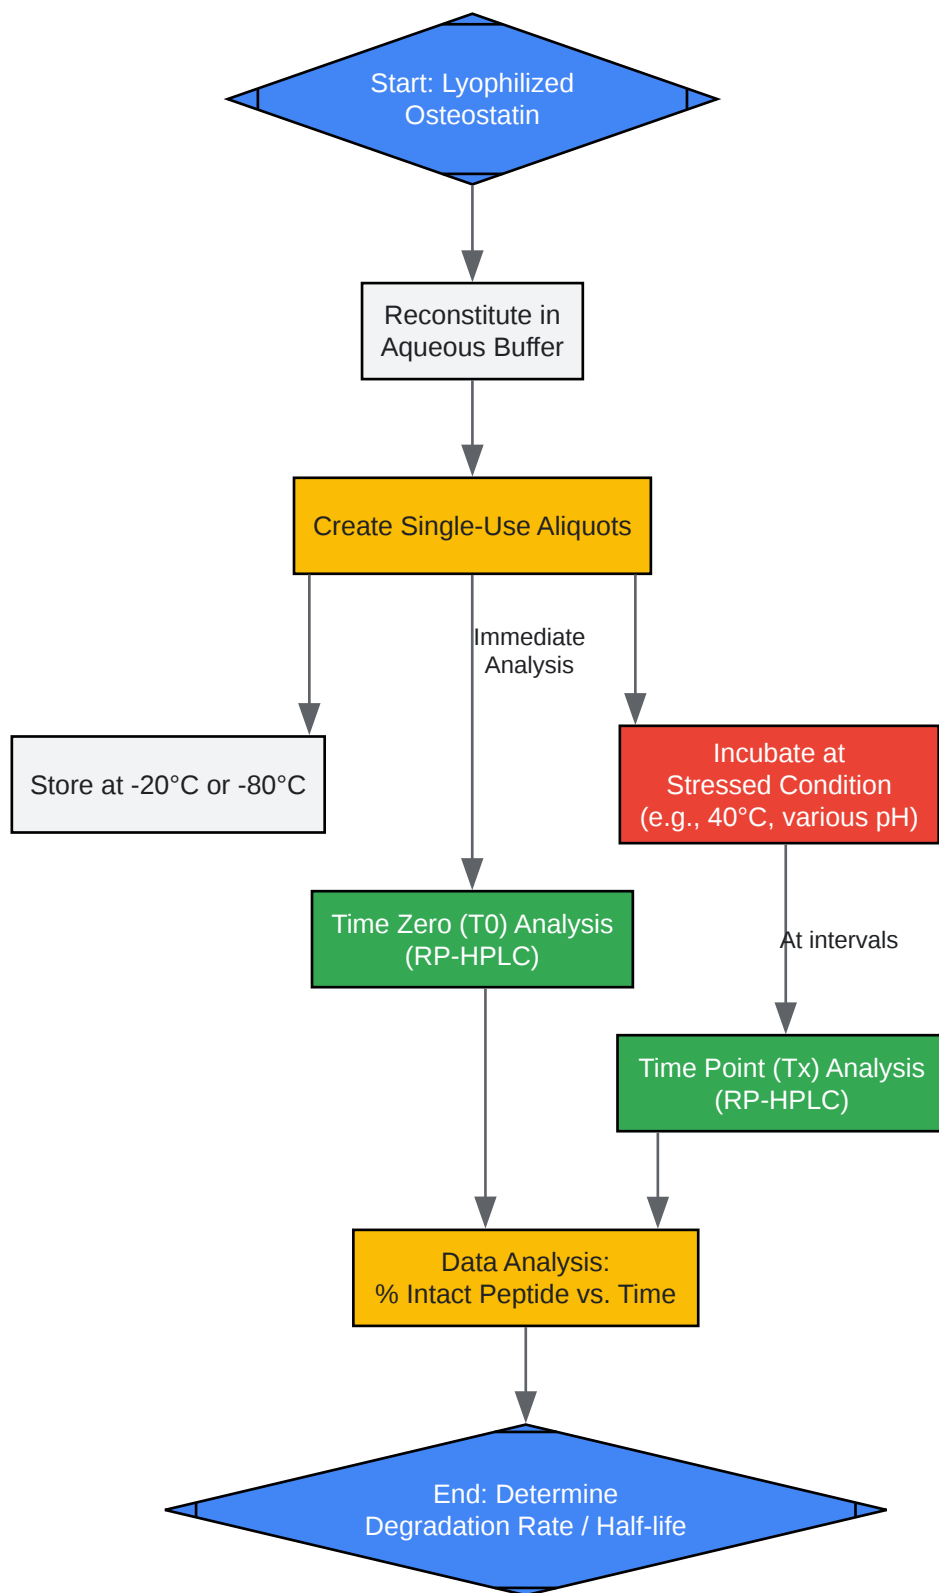 Start: Lyophilized
Osteostatin
Reconstitute in
Aqueous Buffer
Create Single-Use Aliquots
Immediate
Analysis
Store at -20°C or -80°C
Incubate at
Stressed Condition
(e.g., 40°C, various pH)
Time Zero (T0) Analysis
(RP-HPLC)
At intervals
Time Point (Tx) Analysis
(RP-HPLC)
Data Analysis:
% Intact Peptide vs. Time
End: Determine
Degradation Rate / Half-life